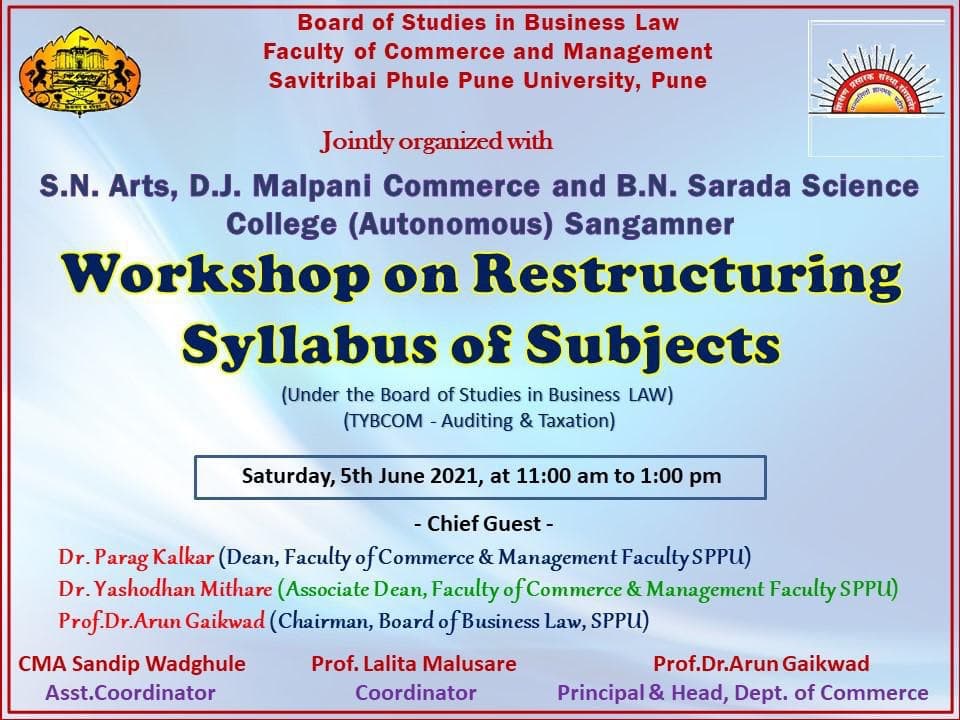 Board of Studies in Business Law
Faculty of Commerce and Management
Savitribai Phule Pune University, Pune
Jointly organized with
S.N. Arts, D.J. Malpani Commerce and B.N. Sarada Science
College (Autonomous) Sangamner
Workshop on Restructuring
Syllabus of Subjects
(Under the Board of Studies in Business LAW)
(TYBCOM - Auditing & Taxation)
Saturday, 5th June 2021, at 11:00 am to 1:00 pm
- Chief Guest -
Dr. Parag Kalkar (Dean, Faculty of Commerce & Management Faculty SPPU)
Dr. Yashodhan Mithare (Associate Dean, Faculty of Commerce & Management Faculty SPPU)
Prof.Dr.Arun Gaikwad (Chairman, Board of Business Law, SPPU)
CMA Sandip Wadghule Prof. Lalita Malusare Prof.Dr.Arun Gaikwad
Asst.Coordinator Coordinator Principal & Head, Dept. of Commerce